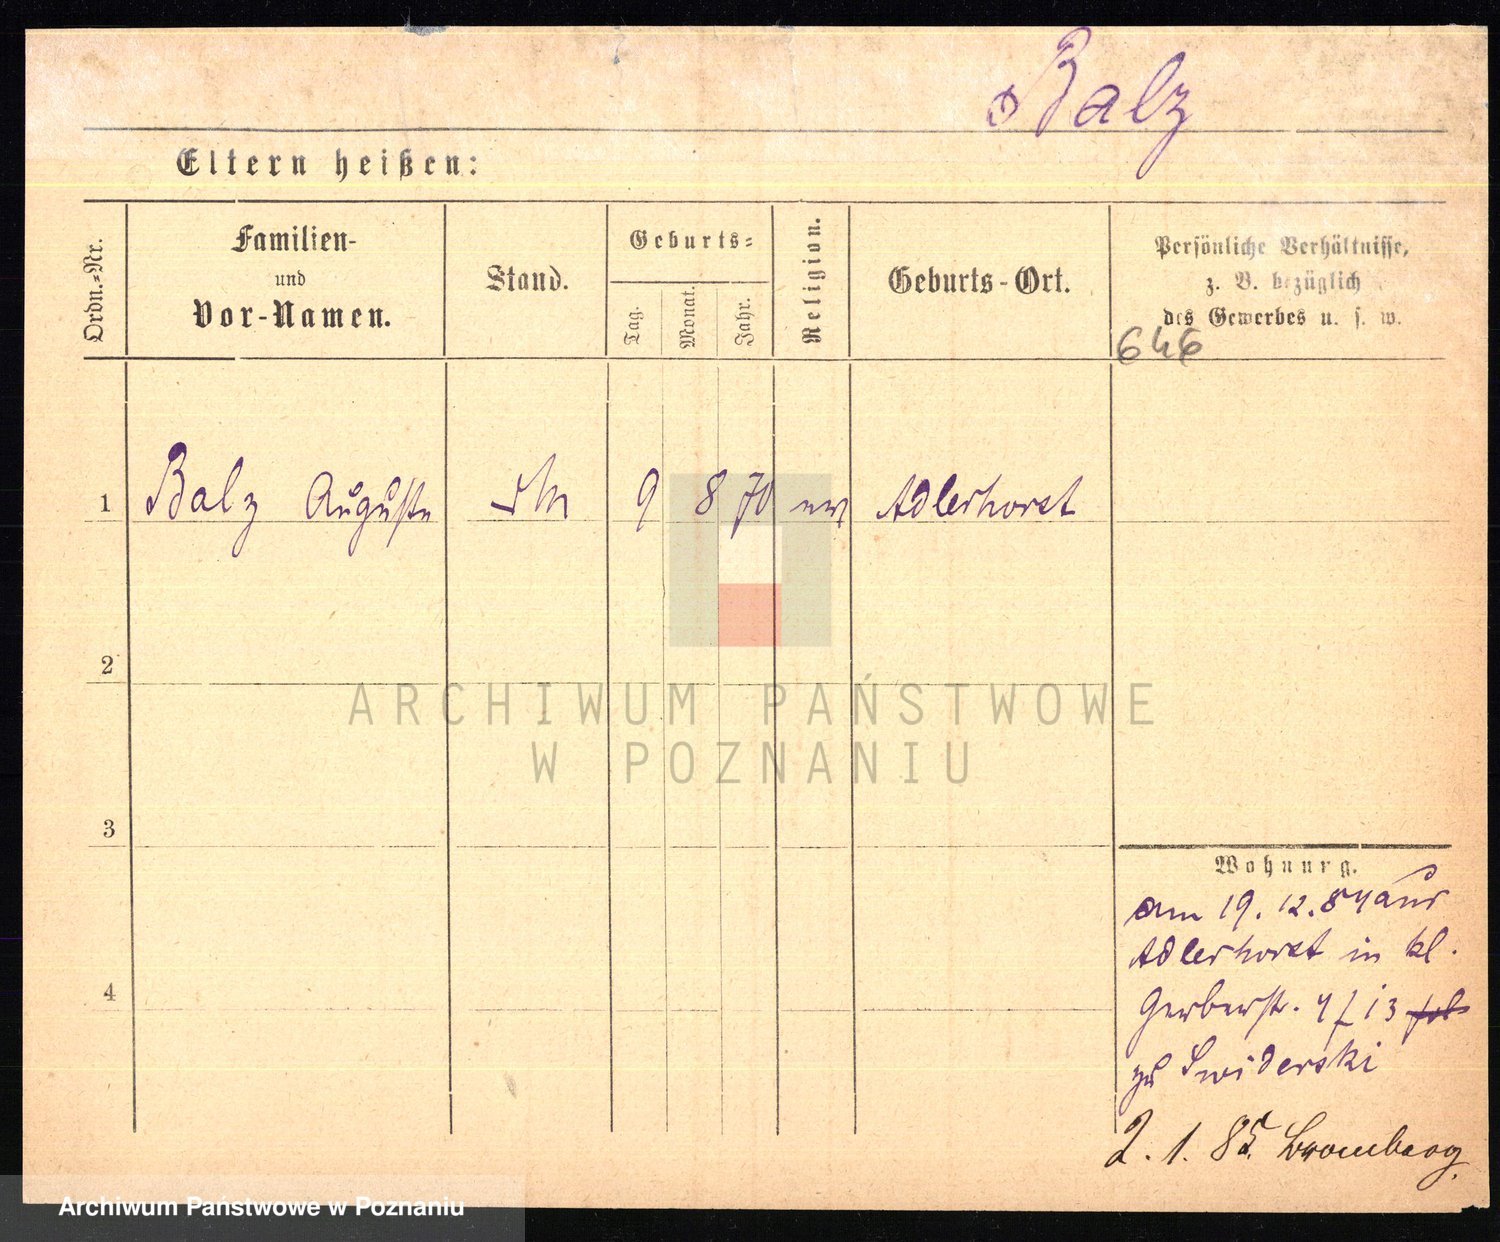 Balz
Eltern heißen:
Ordn.-Nr.
Familien-
und
Vor-Namen.
Stand.
Geburts-
Tag.
Monat.
Jahr.
Religion.
Geburts-Ort.
Persönliche Verhältnisse,
z. B. bezüglich
des Gewerbes u. s. w.
646
1 Balz Auguste 9 8 70 Adlerhorst
2
3
4
Wohnung.
am 19. 12. 84 aus
Adlerhorst in kl.
Gerberstr. 4/13
zu Swiderski
2. 1. 85. Bromberg.
ARCHIWUM PAŃSTWOWE
W POZNANIU
Archiwum Państwowe w Poznaniu